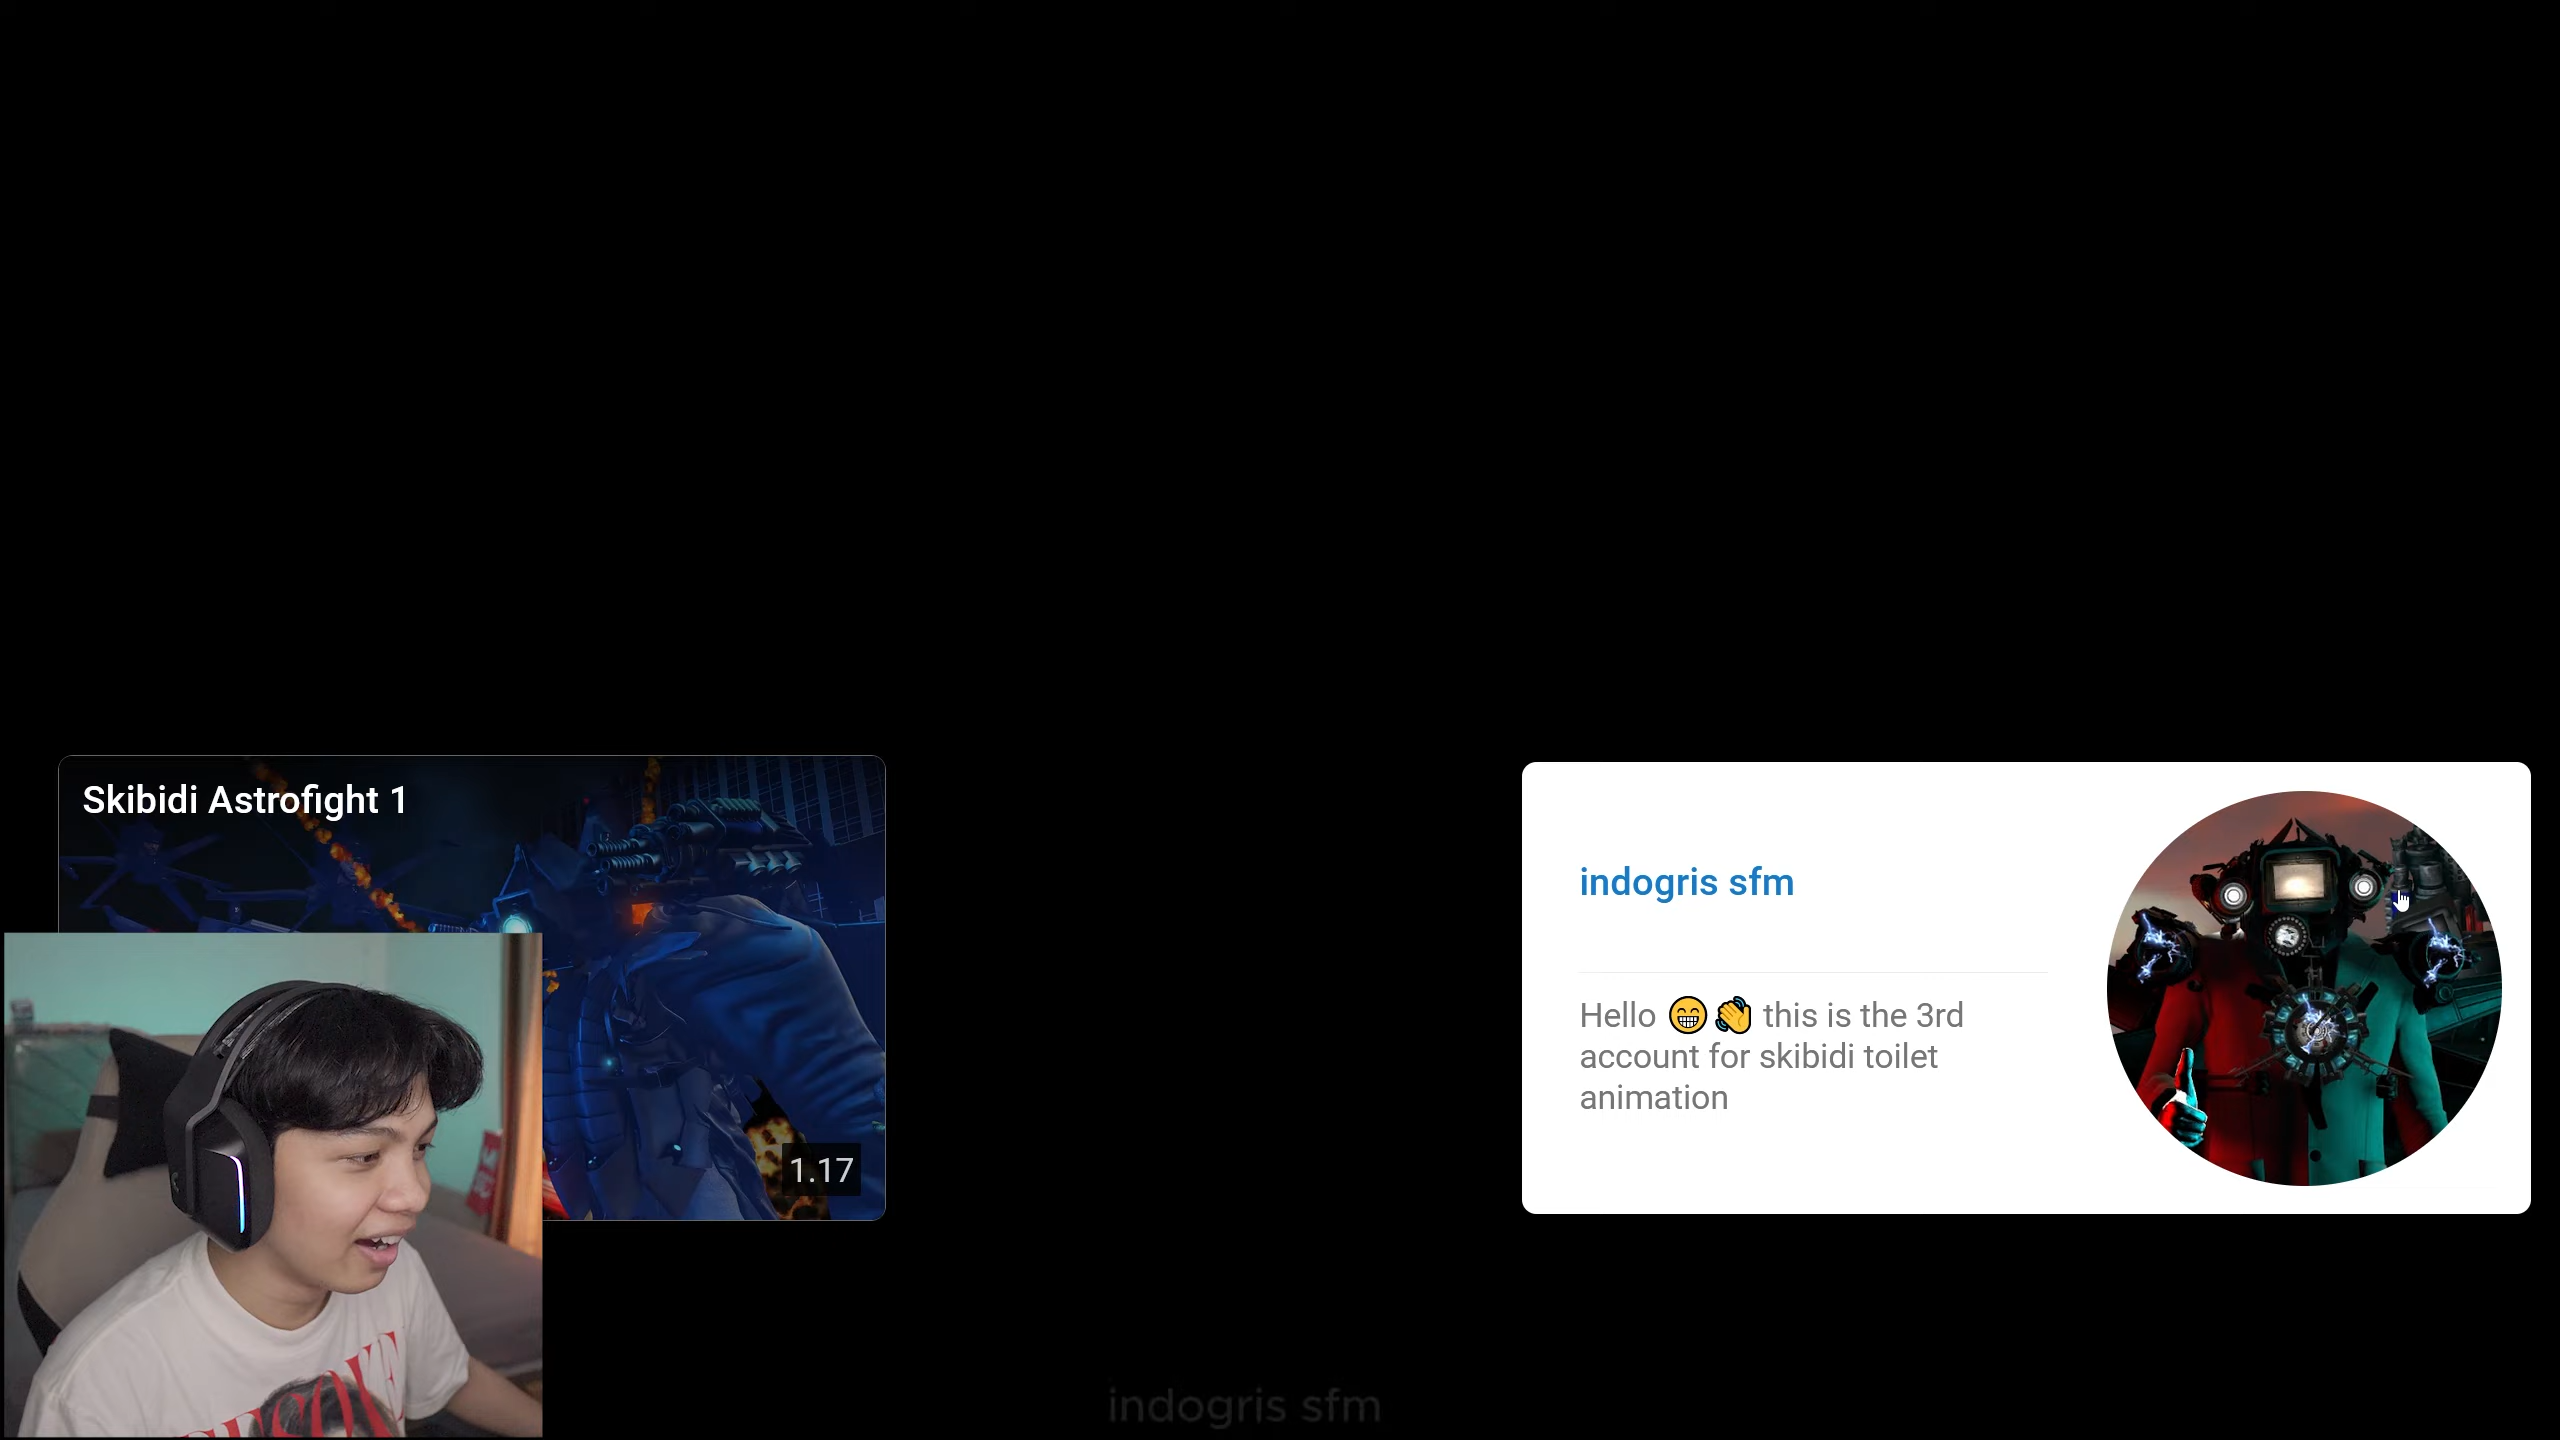 Skibidi Astrofight 1
1.17
indogris sfm
Hello 😁👋 this is the 3rd
account for skibidi toilet
animation
indogris sfm